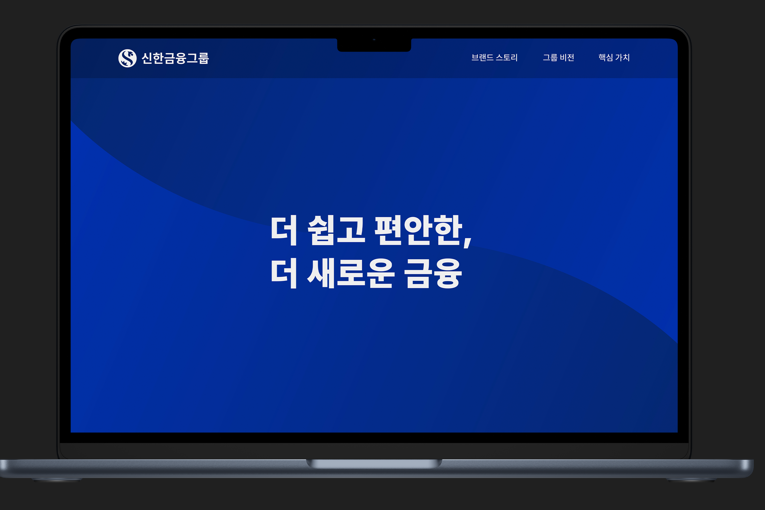 신한금융그룹
브랜드 스토리
그룹 비전
핵심 가치
더 쉽고 편안한,
더 새로운 금융